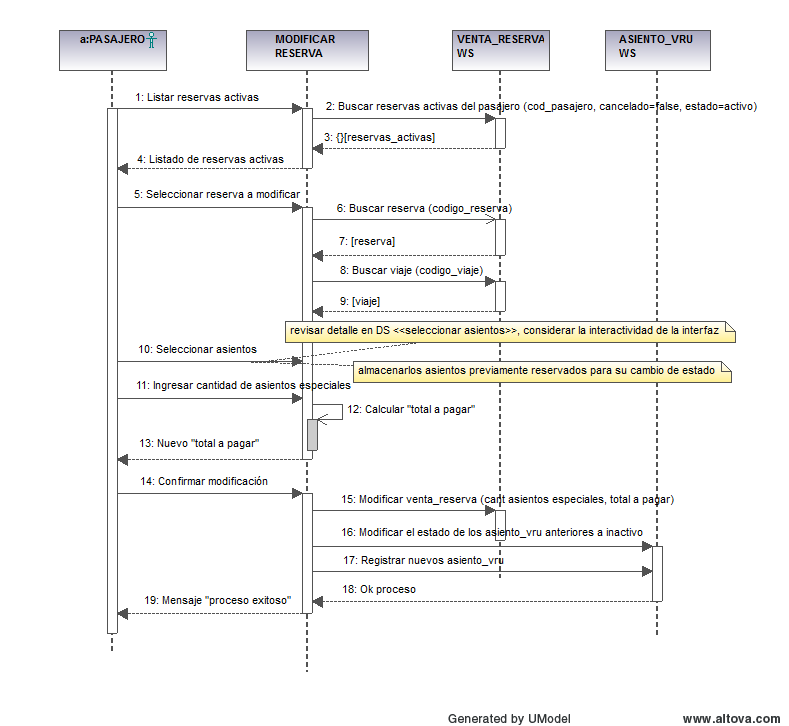 a:PASAJERO
MODIFICAR
RESERVA
VENTA_RESERVA
WS
ASIENTO_VRU
WS
1: Listar reservas activas
2: Buscar reservas activas del pasajero (cod_pasajero, cancelado=false, estado=activo)
3: {}[reservas_activas]
4: Listado de reservas activas
5: Seleccionar reserva a modificar
6: Buscar reserva (codigo_reserva)
7: [reserva]
8: Buscar viaje (codigo_viaje)
9: [viaje]
revisar detalle en DS <<seleccionar asientos>>, considerar la interactividad de la interfaz
10: Seleccionar asientos
almacenarlos asientos previamente reservados para su cambio de estado
11: Ingresar cantidad de asientos especiales
12: Calcular "total a pagar"
13: Nuevo "total a pagar"
14: Confirmar modificación
15: Modificar venta_reserva (cant asientos especiales, total a pagar)
16: Modificar el estado de los asiento_vru anteriores a inactivo
17: Registrar nuevos asiento_vru
18: Ok proceso
19: Mensaje "proceso exitoso"
Generated by UModel
www.altova.com